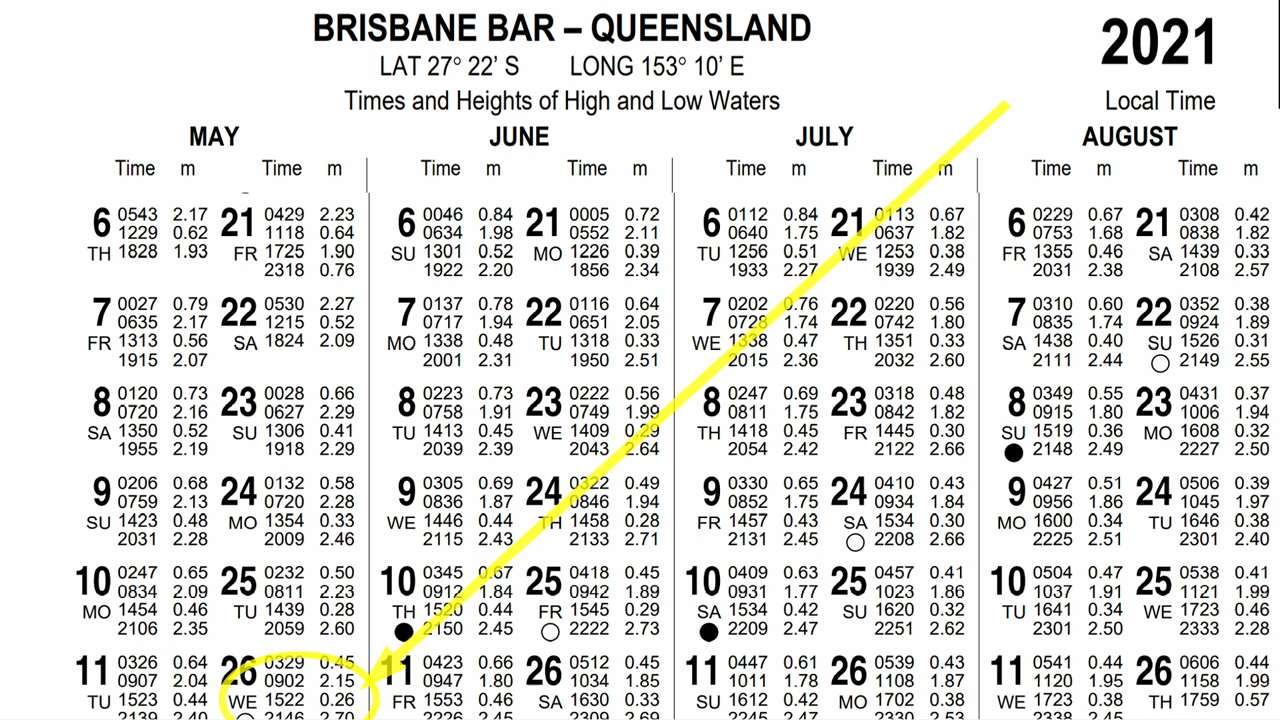 BRISBANE BAR – QUEENSLAND
2021
LAT 27° 22' S LONG 153° 10' E
Times and Heights of High and Low Waters
Local Time
MAY JUNE JULY AUGUST
Time m Time m Time m Time m Time m Time m Time m Time m
6 0543 2.17 21 0429 2.23 6 0046 0.84 21 0005 0.72 6 0112 0.84 21 0113 0.67 6 0229 0.67 21 0308 0.42
1229 0.62 1118 0.64 0634 1.98 0552 2.11 0640 1.75 0637 1.82 0753 1.68 0838 1.82
TH 1828 1.93 FR 1725 1.90 SU 1301 0.52 MO 1226 0.39 TU 1256 0.51 WE 1253 0.38 FR 1355 0.46 SA 1439 0.33
2318 0.76 1922 2.20 1856 2.34 1933 2.27 1939 2.49 2031 2.38 2108 2.57
7 0027 0.79 22 0530 2.27 7 0137 0.78 22 0116 0.64 7 0202 0.76 22 0220 0.56 7 0310 0.60 22 0352 0.38
0635 2.17 1215 0.52 0717 1.94 0651 2.05 0728 1.74 0742 1.80 0835 1.74 0924 1.89
FR 1313 0.56 SA 1824 2.09 MO 1338 0.48 TU 1318 0.33 WE 1338 0.47 TH 1351 0.33 SA 1438 0.40 SU 1526 0.31
1915 2.07 2001 2.31 1950 2.51 2015 2.36 2032 2.60 2111 2.44 2149 2.55
8 0120 0.73 23 0028 0.66 8 0223 0.73 23 0222 0.56 8 0247 0.69 23 0318 0.48 8 0349 0.55 23 0431 0.37
0720 2.16 0627 2.29 0758 1.91 0749 1.99 0811 1.75 0842 1.82 0915 1.80 1006 1.94
SA 1350 0.52 SU 1306 0.41 TU 1413 0.45 WE 1409 0.29 TH 1418 0.45 FR 1445 0.30 SU 1519 0.36 MO 1608 0.32
1955 2.19 1918 2.29 2039 2.39 2043 2.64 2054 2.42 2122 2.66 2148 2.49 2227 2.50
9 0206 0.68 24 0132 0.58 9 0305 0.69 24 0322 0.49 9 0330 0.65 24 0410 0.43 9 0427 0.51 24 0506 0.39
0759 2.13 0720 2.28 0836 1.87 0846 1.94 0852 1.75 0934 1.84 0956 1.86 1045 1.97
SU 1423 0.48 MO 1354 0.33 WE 1446 0.44 TH 1458 0.28 FR 1457 0.43 SA 1534 0.30 MO 1600 0.34 TU 1646 0.38
2031 2.28 2009 2.46 2115 2.43 2133 2.71 2131 2.45 2208 2.66 2225 2.51 2301 2.40
10 0247 0.65 25 0232 0.50 10 0345 0.67 25 0418 0.45 10 0409 0.63 25 0457 0.41 10 0504 0.47 25 0538 0.41
0834 2.09 0811 2.23 0912 1.84 0942 1.89 0931 1.77 1023 1.86 1037 1.91 1121 1.99
MO 1454 0.46 TU 1439 0.28 TH 1520 0.44 FR 1545 0.29 SA 1534 0.42 SU 1620 0.32 TU 1641 0.34 WE 1723 0.46
2106 2.35 2059 2.60 2150 2.45 2222 2.73 2209 2.47 2251 2.62 2301 2.50 2333 2.28
11 0326 0.64 26 0329 0.45 11 0423 0.66 26 0512 0.45 11 0447 0.61 26 0539 0.43 11 0541 0.44 26 0606 0.44
0907 2.04 0902 2.15 0947 1.80 1034 1.85 1011 1.78 1108 1.87 1120 1.95 1158 1.99
TU 1523 0.44 WE 1522 0.26 FR 1553 0.46 SA 1630 0.33 SU 1612 0.42 MO 1702 0.38 WE 1723 0.38 TH 1759 0.57
2139 2.40 2146 2.70 2226 2.45 2309 2.69 2245 2.47 2330 2.53 2338 2.45